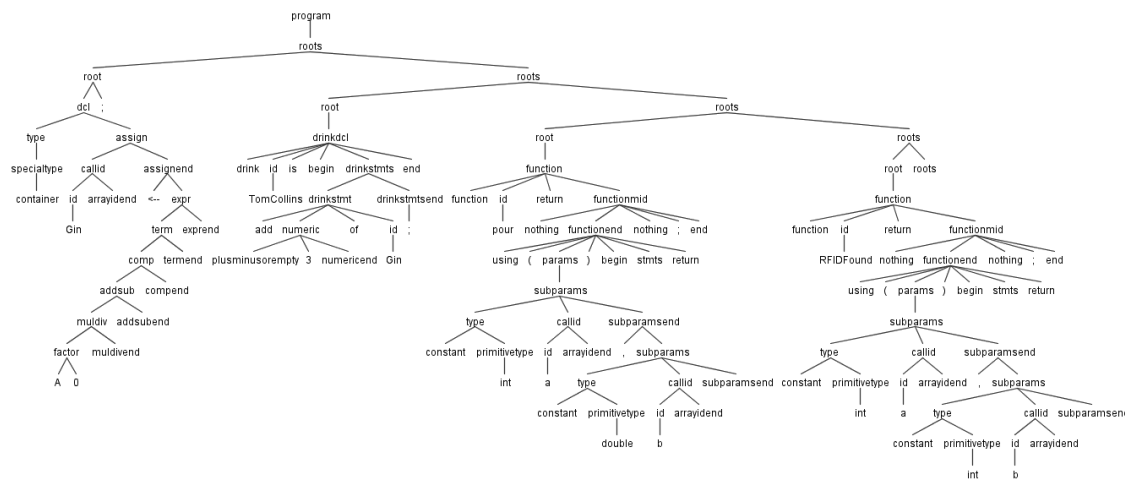 program
roots
root roots
dcl ; root roots
type assign drinkdcl root roots
specialtype callid assignend drink id is begin drinkstmts end function root roots
container id arrayidend <-- expr TomCollins drinkstmt drinkstmtsend function id return functionmid function
Gin term exprend add numeric of id ; pour nothing functionend nothing ; end function id return functionmid
comp termend plusminusorempty 3 numericend Gin using ( params ) begin stmts return RFIDFound nothing functionend nothing ; end
addsub compend subparams using ( params ) begin stmts return
muldiv addsubend type callid subparamsend subparams
factor muldivend constant primitivetype id arrayidend , subparams type callid subparamsend
A 0 int a type callid subparamsend constant primitivetype id arrayidend , subparams
constant primitivetype id arrayidend int a type callid subparamsend
double b constant primitivetype id arrayidend
int b